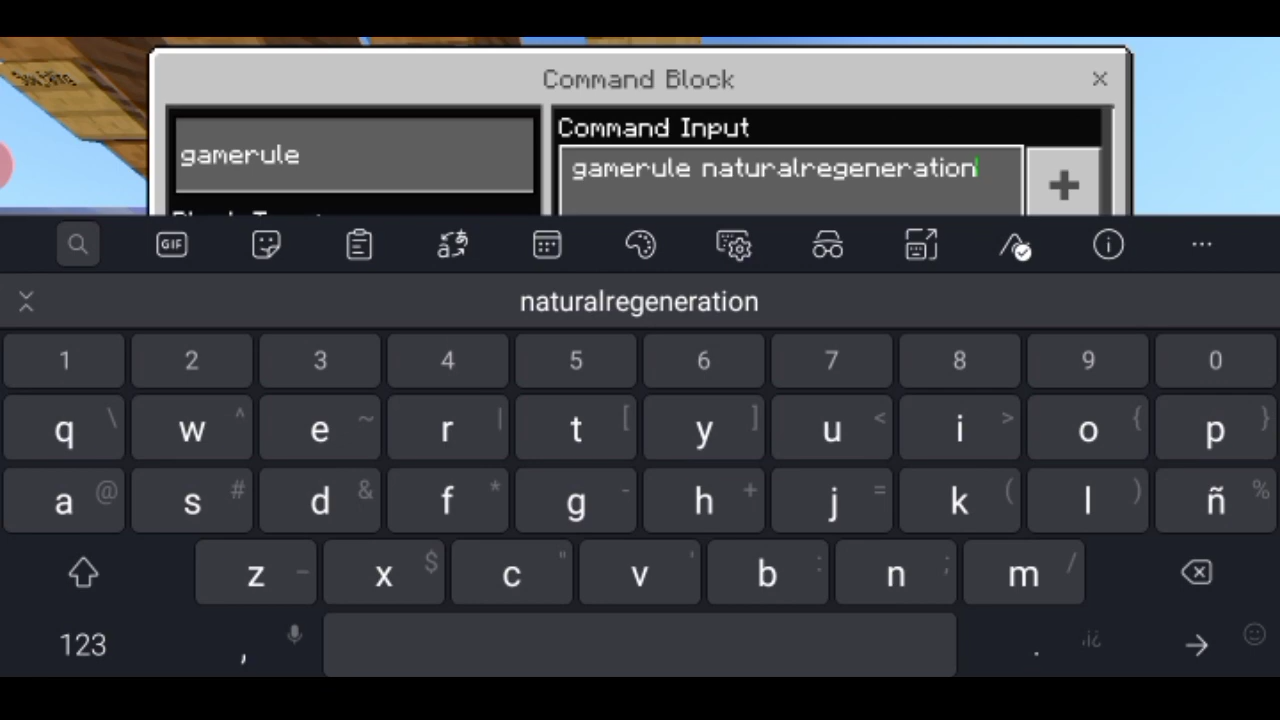 Command Block
×
gamerule
Command Input
gamerule naturalregeneration
+
GIF
naturalregeneration
1 2 3 4 5 6 7 8 9 0
q \ w ^ e ~ r | t [ y ] u < i > o { p }
a @ s # d & f * g - h + j = k ( l ) ñ %
z _ x $ c " v ' b : n ; m /
123 , . ,i¿